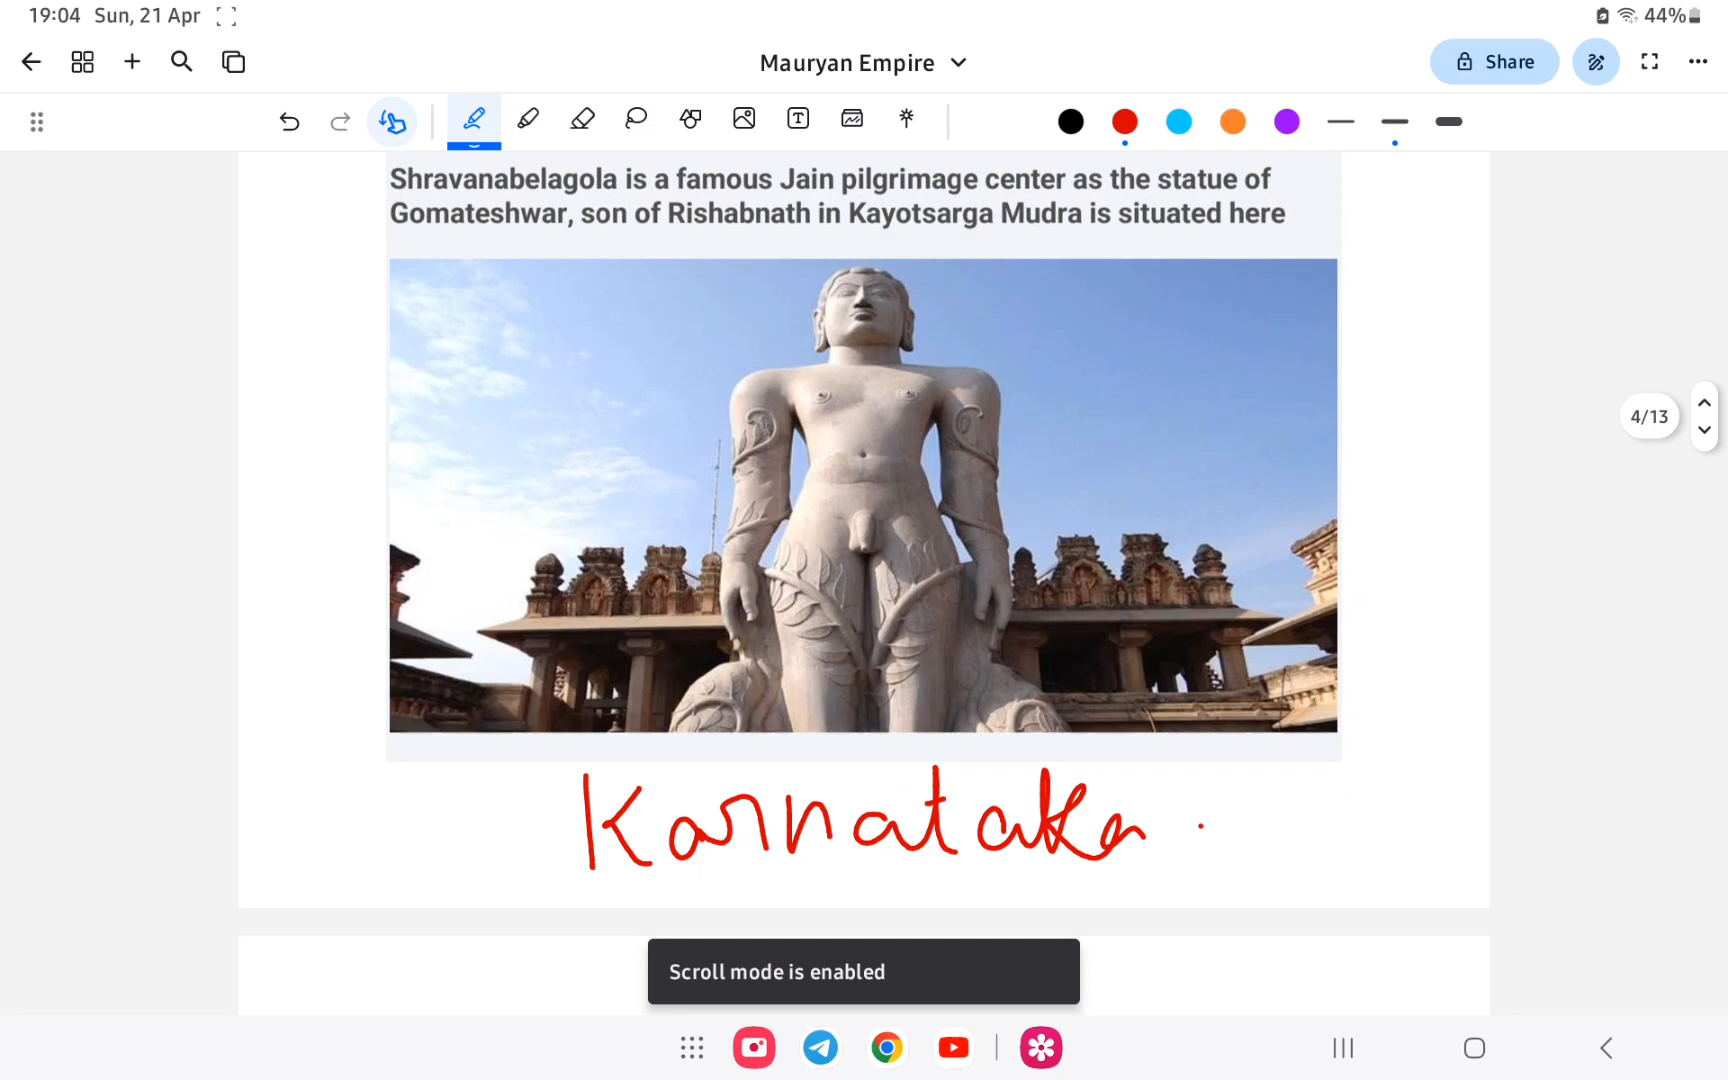 19:04 Sun, 21 Apr 44%
Mauryan Empire
Share
Shravanabelagola is a famous Jain pilgrimage center as the statue of
Gomateshwar, son of Rishabnath in Kayotsarga Mudra is situated here
4/13
Karnataka
Scroll mode is enabled